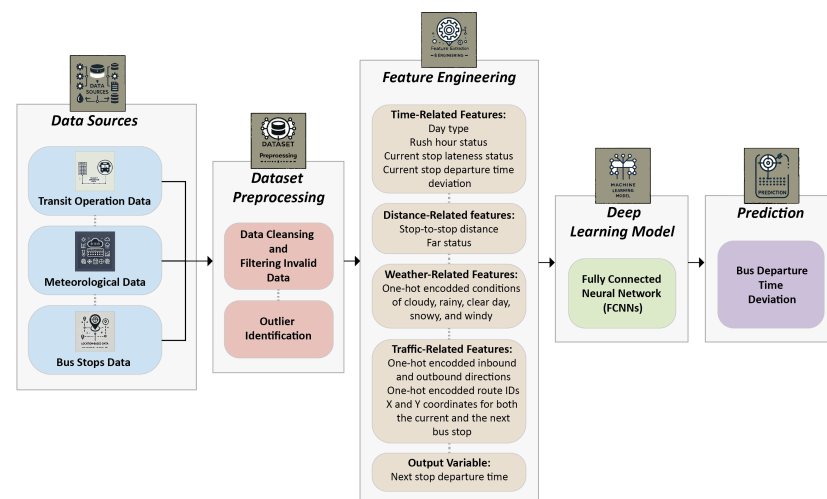 Data Sources
DATA
SOURCES
Transit Operation Data
Meteorological Data
Bus Stops Data
Dataset
Preprocessing
DATASET
Preprocessing
Data Cleansing
and
Filtering Invalid
Data
Outlier
Identification
Feature Engineering
& ENGINEERING
Time-Related Features:
Day type
Rush hour status
Current stop lateness status
Current stop departure time
deviation
Distance-Related features:
Stop-to-stop distance
Far status
Weather-Related Features:
One-hot encodded conditions
of cloudy, rainy, clear day,
snowy, and windy
Traffic-Related Features:
One-hot encodded inbound
and outbound directions
One-hot encodded route IDs
X and Y coordinates for both
the current and the next
bus stop
Output Variable:
Next stop departure time
MACHINE
LEARNING
MODEL
Deep
Learning Model
Fully Connected
Neural Network
(FCNNs)
PREDICTION
Prediction
Bus Departure
Time
Deviation